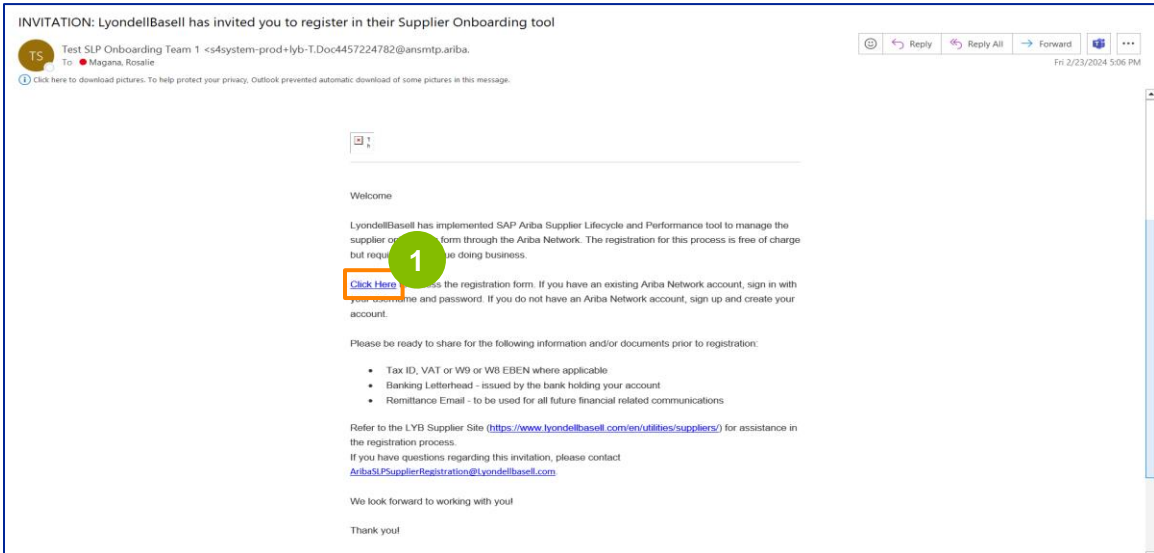 INVITATION: LyondellBasell has invited you to register in their Supplier Onboarding tool
TS
Test SLP Onboarding Team 1 <s4system-prod+lyb-T.Doc4457224782@ansmtp.ariba.
To Magana, Rosalie
Reply
Reply All
Forward
Fri 2/23/2024 5:06 PM
Click here to download pictures. To help protect your privacy, Outlook prevented automatic download of some pictures in this message.
Welcome
LyondellBasell has implemented SAP Ariba Supplier Lifecycle and Performance tool to manage the
supplier form through the Ariba Network. The registration for this process is free of charge
but doing business.
1
Click Here the registration form. If you have an existing Ariba Network account, sign in with
your username and password. If you do not have an Ariba Network account, sign up and create your
account.
Please be ready to share for the following information and/or documents prior to registration:
• Tax ID, VAT or W9 or W8 EBEN where applicable
• Banking Letterhead - issued by the bank holding your account
• Remittance Email - to be used for all future financial related communications
Refer to the LYB Supplier Site (https://www.lyondellbasell.com/en/utilities/suppliers/) for assistance in
the registration process.
If you have questions regarding this invitation, please contact
AribaSLPSupplierRegistration@Lyondellbasell.com.
We look forward to working with you!
Thank you!